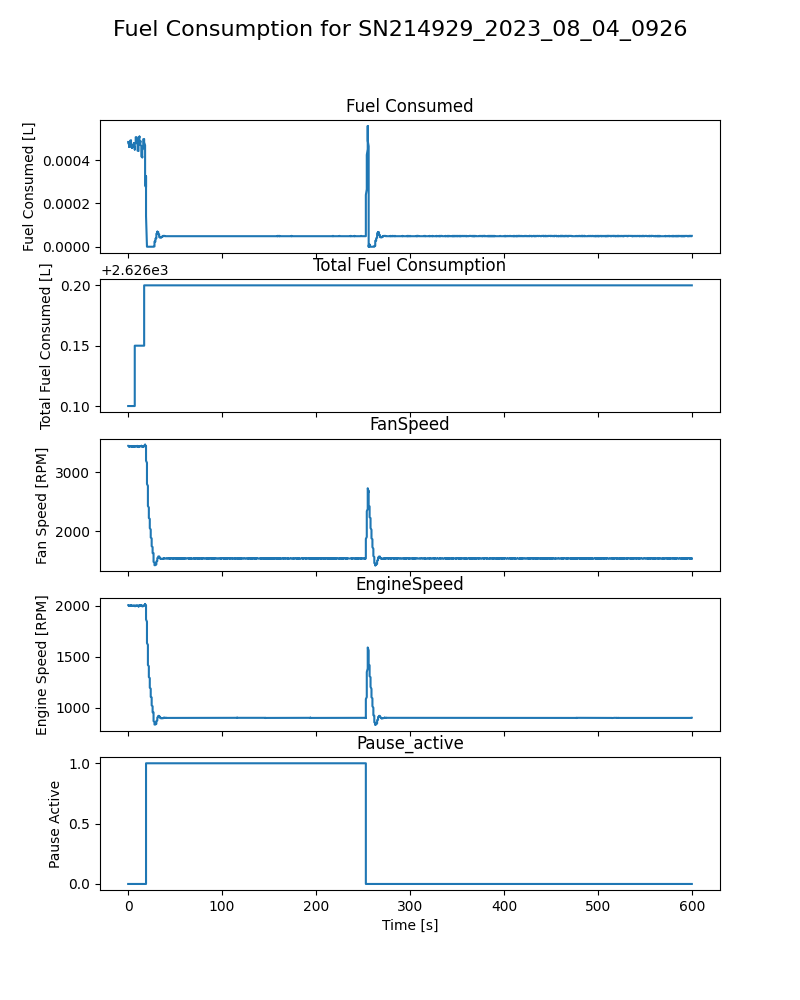 Fuel Consumption for SN214929_2023_08_04_0926
Fuel Consumed
Fuel Consumed [L]
0.0004
0.0002
0.0000
Total Fuel Consumption
+2.626e3
Total Fuel Consumed [L]
0.20
0.15
0.10
FanSpeed
Fan Speed [RPM]
3000
2000
EngineSpeed
Engine Speed [RPM]
2000
1500
1000
Pause_active
Pause Active
1.0
0.5
0.0
0 100 200 300 400 500 600
Time [s]